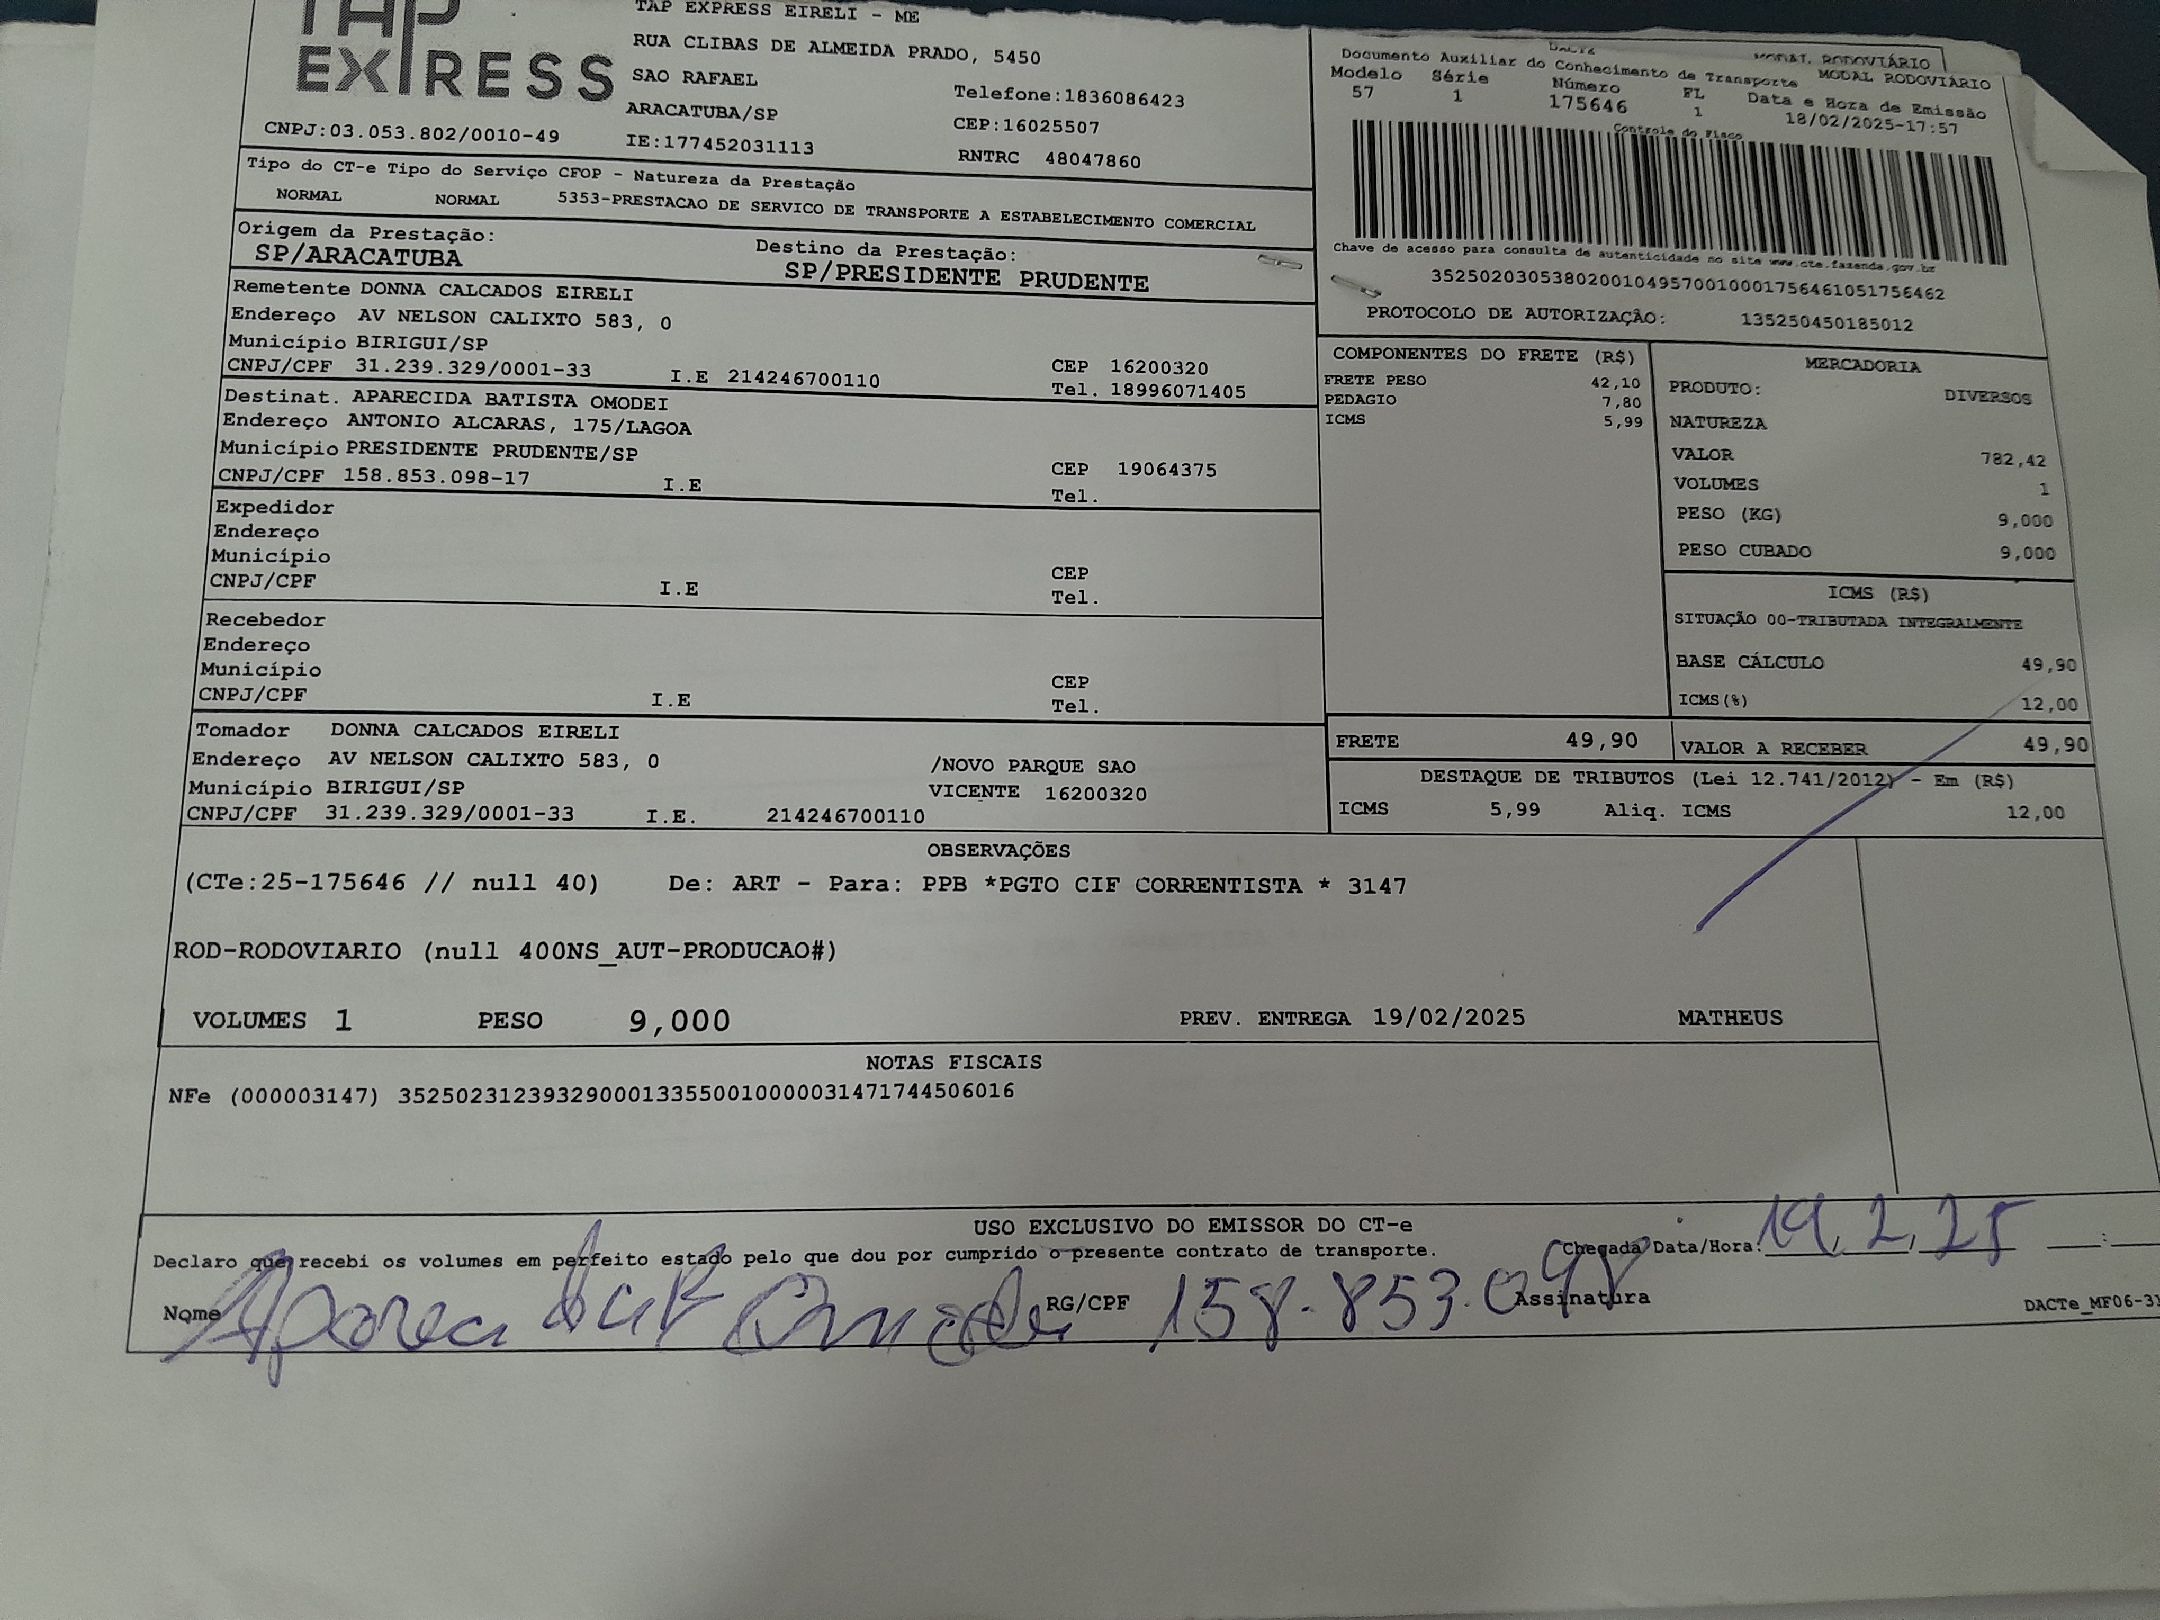 TAP EXPRESS
TAP EXPRESS EIRELI - ME
RUA CLIBAS DE ALMEIDA PRADO, 5450
SAO RAFAEL
Telefone:1836086423
ARACATUBA/SP
CEP:16025507
CNPJ:03.053.802/0010-49
IE:177452031113
RNTRC 48047860
DACTE
MODAL RODOVIÁRIO
Documento Auxiliar do Conhecimento de Transporte MODAL RODOVIÁRIO
Modelo Série Número FL Data e Hora de Emissão
57 1 175646 1 18/02/2025-17:57
Controle do Fisco
Chave de acesso para consulta de autenticidade no site www.cte.fazenda.gov.br
35250203053802001049570010001756461051756462
PROTOCOLO DE AUTORIZAÇÃO: 135250450185012
Tipo do CT-e Tipo do Serviço CFOP - Natureza da Prestação
NORMAL NORMAL 5353-PRESTACAO DE SERVICO DE TRANSPORTE A ESTABELECIMENTO COMERCIAL
Origem da Prestação: Destino da Prestação:
SP/ARACATUBA SP/PRESIDENTE PRUDENTE
Remetente DONNA CALCADOS EIRELI
Endereço AV NELSON CALIXTO 583, 0
Município BIRIGUI/SP CEP 16200320
CNPJ/CPF 31.239.329/0001-33 I.E 214246700110 Tel. 18996071405
Destinat. APARECIDA BATISTA OMODEI
Endereço ANTONIO ALCARAS, 175/LAGOA
Município PRESIDENTE PRUDENTE/SP CEP 19064375
CNPJ/CPF 158.853.098-17 I.E Tel.
Expedidor
Endereço
Município CEP
CNPJ/CPF I.E Tel.
Recebedor
Endereço
Município CEP
CNPJ/CPF I.E Tel.
Tomador DONNA CALCADOS EIRELI
Endereço AV NELSON CALIXTO 583, 0 /NOVO PARQUE SAO
Município BIRIGUI/SP VICENTE 16200320
CNPJ/CPF 31.239.329/0001-33 I.E. 214246700110
COMPONENTES DO FRETE (R$)
FRETE PESO 42,10
PEDAGIO 7,80
ICMS 5,99
MERCADORIA
PRODUTO: DIVERSOS
NATUREZA
VALOR 782,42
VOLUMES 1
PESO (KG) 9,000
PESO CUBADO 9,000
ICMS (R$)
SITUAÇÃO 00-TRIBUTADA INTEGRALMENTE
BASE CÁLCULO 49,90
ICMS(%) 12,00
FRETE 49,90 VALOR A RECEBER 49,90
DESTAQUE DE TRIBUTOS (Lei 12.741/2012) - Em (R$)
ICMS 5,99 Aliq. ICMS 12,00
OBSERVAÇÕES
(CTe:25-175646 // null 40) De: ART - Para: PPB *PGTO CIF CORRENTISTA * 3147
ROD-RODOVIARIO (null 400NS_AUT-PRODUCAO#)
VOLUMES 1 PESO 9,000 PREV. ENTREGA 19/02/2025 MATHEUS
NOTAS FISCAIS
NFe (000003147) 35250231239329000133550010000031471744506016
USO EXCLUSIVO DO EMISSOR DO CT-e
Declaro que recebi os volumes em perfeito estado pelo que dou por cumprido o presente contrato de transporte. Chegada Data/Hora: 19, 2, 25 :
Nome RG/CPF 158.853.098 Assinatura
DACTe_MF06-31